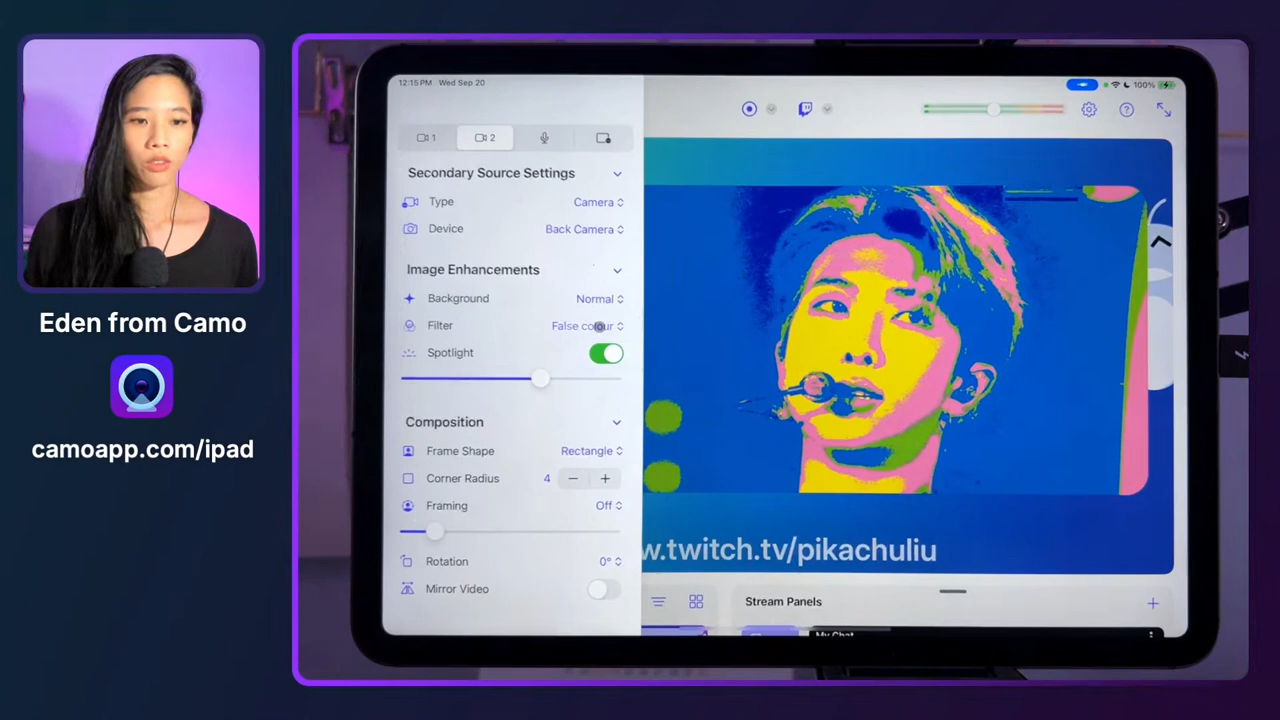 Eden from Camo
camoapp.com/ipad
12:15 PM Wed Sep 20
100%
1
2
Secondary Source Settings
Type
Camera
Device
Back Camera
Image Enhancements
Background
Normal
Filter
False colour
Spotlight
Composition
Frame Shape
Rectangle
Corner Radius
4
Framing
Off
Rotation
0°
Mirror Video
w.twitch.tv/pikachuliu
Stream Panels
My Chat